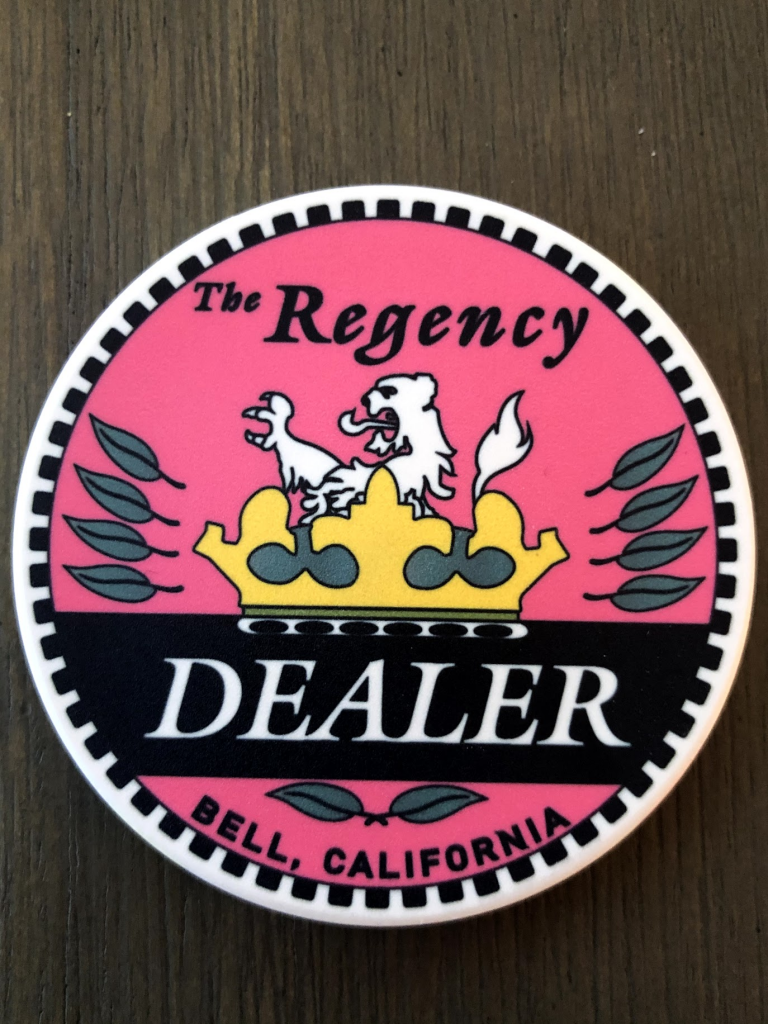 The Regency
DEALER
BELL, CALIFORNIA